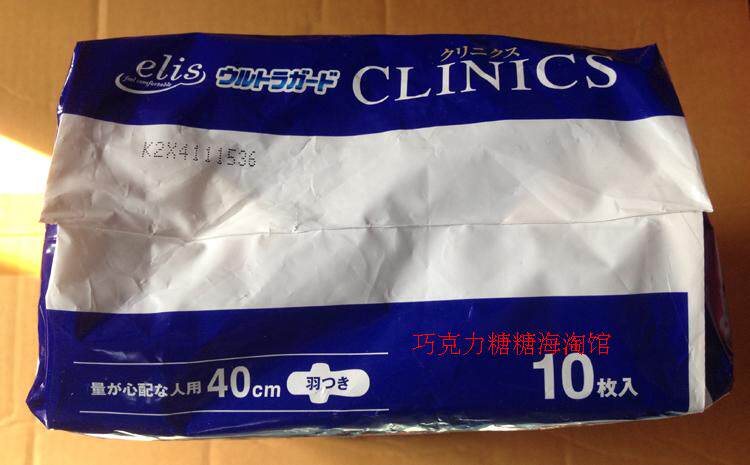 elis
feel comfortable
ウルトラガード
クリニクス
CLINICS
K2X4111536
巧克力糖糖海淘馆
量が心配な人用 40cm 羽つき
10枚入